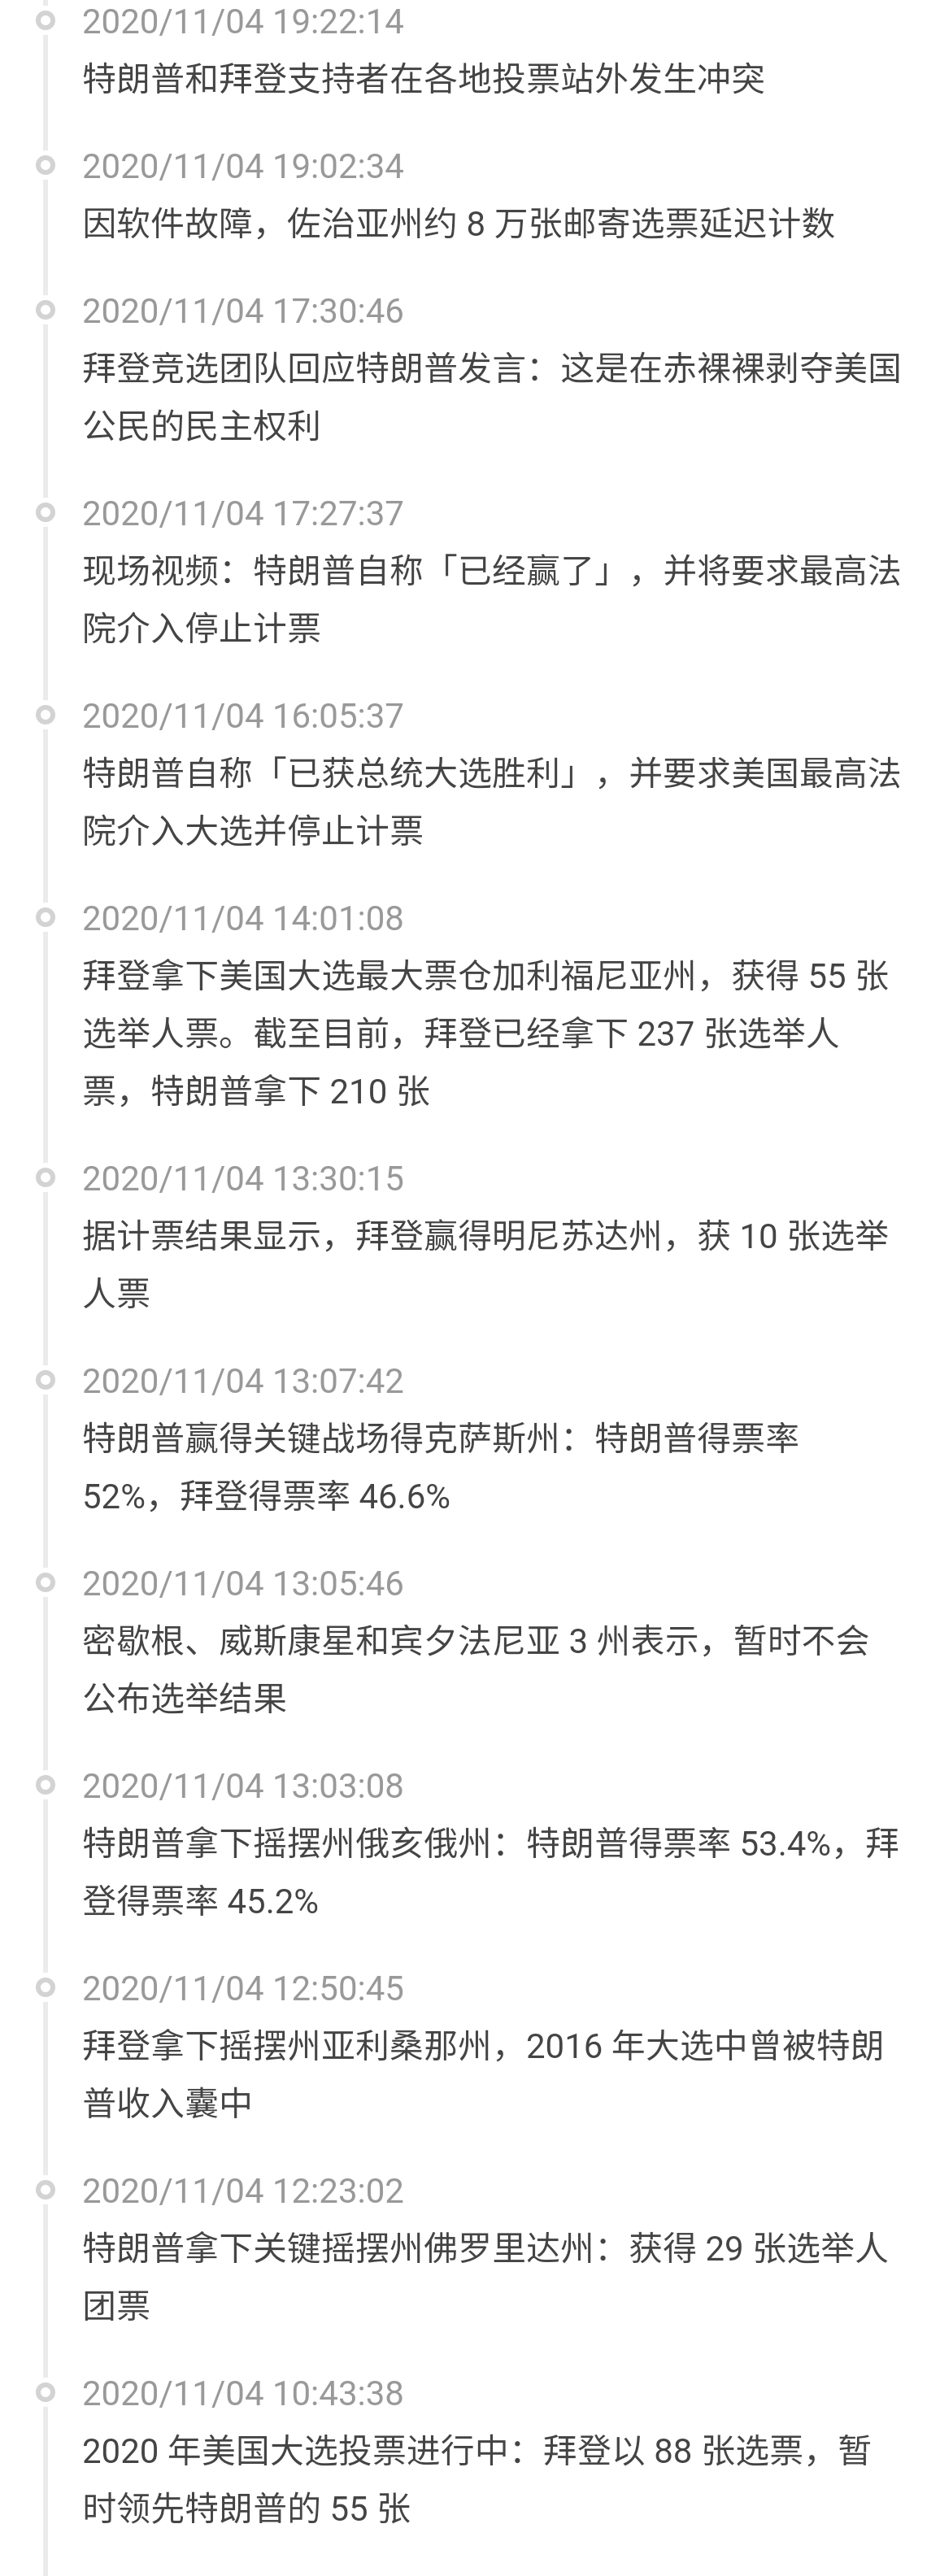 2020/11/04 19:22:14
特朗普和拜登支持者在各地投票站外发生冲突
2020/11/04 19:02:34
因软件故障，佐治亚州约 8 万张邮寄选票延迟计数
2020/11/04 17:30:46
拜登竞选团队回应特朗普发言：这是在赤裸裸剥夺美国
公民的民主权利
2020/11/04 17:27:37
现场视频：特朗普自称「已经赢了」，并将要求最高法
院介入停止计票
2020/11/04 16:05:37
特朗普自称「已获总统大选胜利」，并要求美国最高法
院介入大选并停止计票
2020/11/04 14:01:08
拜登拿下美国大选最大票仓加利福尼亚州，获得 55 张
选举人票。截至目前，拜登已经拿下 237 张选举人
票，特朗普拿下 210 张
2020/11/04 13:30:15
据计票结果显示，拜登赢得明尼苏达州，获 10 张选举
人票
2020/11/04 13:07:42
特朗普赢得关键战场得克萨斯州：特朗普得票率
52%，拜登得票率 46.6%
2020/11/04 13:05:46
密歇根、威斯康星和宾夕法尼亚 3 州表示，暂时不会
公布选举结果
2020/11/04 13:03:08
特朗普拿下摇摆州俄亥俄州：特朗普得票率 53.4%，拜
登得票率 45.2%
2020/11/04 12:50:45
拜登拿下摇摆州亚利桑那州，2016 年大选中曾被特朗
普收入囊中
2020/11/04 12:23:02
特朗普拿下关键摇摆州佛罗里达州：获得 29 张选举人
团票
2020/11/04 10:43:38
2020 年美国大选投票进行中：拜登以 88 张选票，暂
时领先特朗普的 55 张